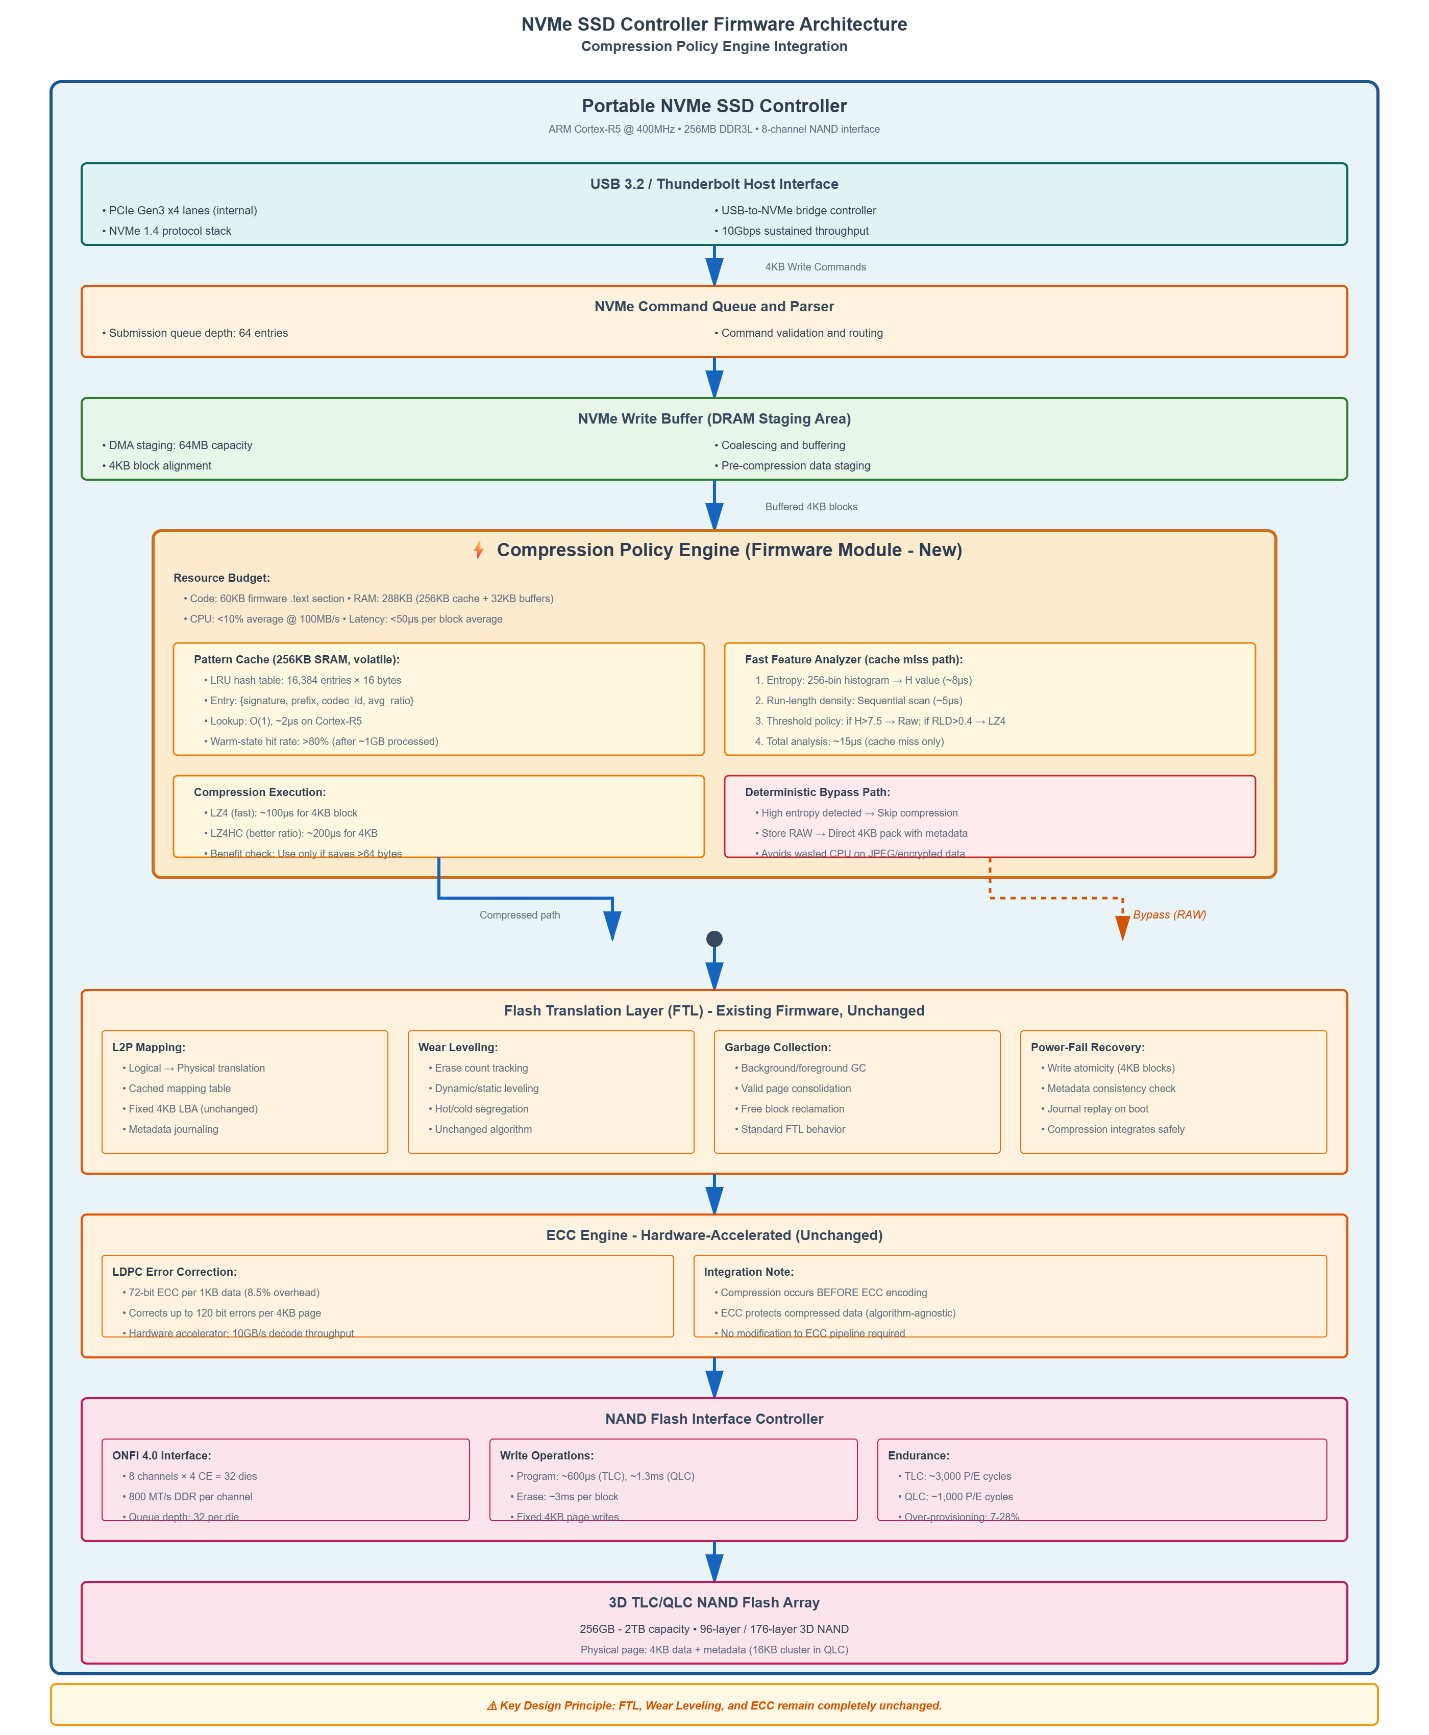 NVMe SSD Controller Firmware Architecture
Compression Policy Engine Integration
Portable NVMe SSD Controller
ARM Cortex-R5 @ 400MHz • 256MB DDR3L • 8-channel NAND interface
USB 3.2 / Thunderbolt Host Interface
• PCIe Gen3 x4 lanes (internal)
• NVMe 1.4 protocol stack
• USB-to-NVMe bridge controller
• 10Gbps sustained throughput
4KB Write Commands
NVMe Command Queue and Parser
• Submission queue depth: 64 entries
• Command validation and routing
NVMe Write Buffer (DRAM Staging Area)
• DMA staging: 64MB capacity
• 4KB block alignment
• Coalescing and buffering
• Pre-compression data staging
Buffered 4KB blocks
⚡ Compression Policy Engine (Firmware Module - New)
Resource Budget:
• Code: 60KB firmware .text section • RAM: 288KB (256KB cache + 32KB buffers)
• CPU: <10% average @ 100MB/s • Latency: <50µs per block average
Pattern Cache (256KB SRAM, volatile):
• LRU hash table: 16,384 entries × 16 bytes
• Entry: {signature, prefix, codec_id, avg_ratio}
• Lookup: O(1), ~2µs on Cortex-R5
• Warm-state hit rate: >80% (after ~1GB processed)
Fast Feature Analyzer (cache miss path):
1. Entropy: 256-bin histogram → H value (~8µs)
2. Run-length density: Sequential scan (~5µs)
3. Threshold policy: if H>7.5 → Raw; if RLD>0.4 → LZ4
4. Total analysis: ~15µs (cache miss only)
Compression Execution:
• LZ4 (fast): ~100µs for 4KB block
• LZ4HC (better ratio): ~200µs for 4KB
• Benefit check: Use only if saves >64 bytes
Deterministic Bypass Path:
• High entropy detected → Skip compression
• Store RAW → Direct 4KB pack with metadata
• Avoids wasted CPU on JPEG/encrypted data
Compressed path
Bypass (RAW)
Flash Translation Layer (FTL) - Existing Firmware, Unchanged
L2P Mapping:
• Logical → Physical translation
• Cached mapping table
• Fixed 4KB LBA (unchanged)
• Metadata journaling
Wear Leveling:
• Erase count tracking
• Dynamic/static leveling
• Hot/cold segregation
• Unchanged algorithm
Garbage Collection:
• Background/foreground GC
• Valid page consolidation
• Free block reclamation
• Standard FTL behavior
Power-Fail Recovery:
• Write atomicity (4KB blocks)
• Metadata consistency check
• Journal replay on boot
• Compression integrates safely
ECC Engine - Hardware-Accelerated (Unchanged)
LDPC Error Correction:
• 72-bit ECC per 1KB data (8.5% overhead)
• Corrects up to 120 bit errors per 4KB page
• Hardware accelerator: 10GB/s decode throughput
Integration Note:
• Compression occurs BEFORE ECC encoding
• ECC protects compressed data (algorithm-agnostic)
• No modification to ECC pipeline required
NAND Flash Interface Controller
ONFI 4.0 Interface:
• 8 channels × 4 CE = 32 dies
• 800 MT/s DDR per channel
• Queue depth: 32 per die
Write Operations:
• Program: ~600µs (TLC), ~1.3ms (QLC)
• Erase: ~3ms per block
• Fixed 4KB page writes
Endurance:
• TLC: ~3,000 P/E cycles
• QLC: ~1,000 P/E cycles
• Over-provisioning: 7-28%
3D TLC/QLC NAND Flash Array
256GB - 2TB capacity • 96-layer / 176-layer 3D NAND
Physical page: 4KB data + metadata (16KB cluster in QLC)
⚠ Key Design Principle: FTL, Wear Leveling, and ECC remain completely unchanged.